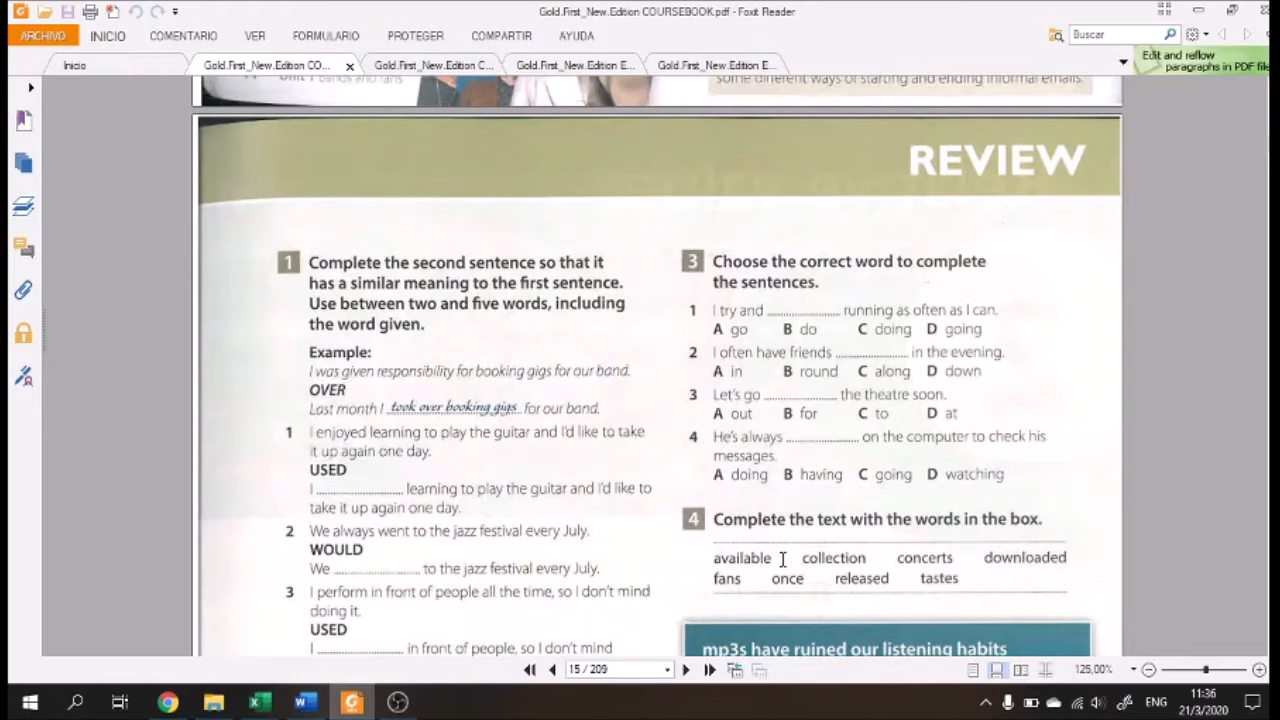 Gold.First_New.Edition COURSEBOOK.pdf - Foxit Reader
ARCHIVO INICIO COMENTARIO VER FORMULARIO PROTEGER COMPARTIR AYUDA Buscar
Inicio Gold.First_New.Edition CO... Gold.First_New.Edition C... Gold.First_New.Edition E... Gold.First_New.Edition E...
Edit and reflow
paragraphs in PDF file
Unit 1 bands and fans
some different ways of starting and ending informal emails.
REVIEW
1 Complete the second sentence so that it
has a similar meaning to the first sentence.
Use between two and five words, including
the word given.
Example:
I was given responsibility for booking gigs for our band.
OVER
Last month I took over booking gigs for our band.
1 I enjoyed learning to play the guitar and I'd like to take
it up again one day.
USED
I ........................ learning to play the guitar and I'd like to
take it up again one day.
2 We always went to the jazz festival every July.
WOULD
We ........................ to the jazz festival every July.
3 I perform in front of people all the time, so I don't mind
doing it.
USED
I ........................ in front of people, so I don't mind
3 Choose the correct word to complete
the sentences.
1 I try and .................... running as often as I can.
A go B do C doing D going
2 I often have friends .................... in the evening.
A in B round C along D down
3 Let's go .................... the theatre soon.
A out B for C to D at
4 He's always .................... on the computer to check his
messages.
A doing B having C going D watching
4 Complete the text with the words in the box.
available collection concerts downloaded
fans once released tastes
mp3s have ruined our listening habits
15 / 209 125,00%
ENG 11:36
21/3/2020